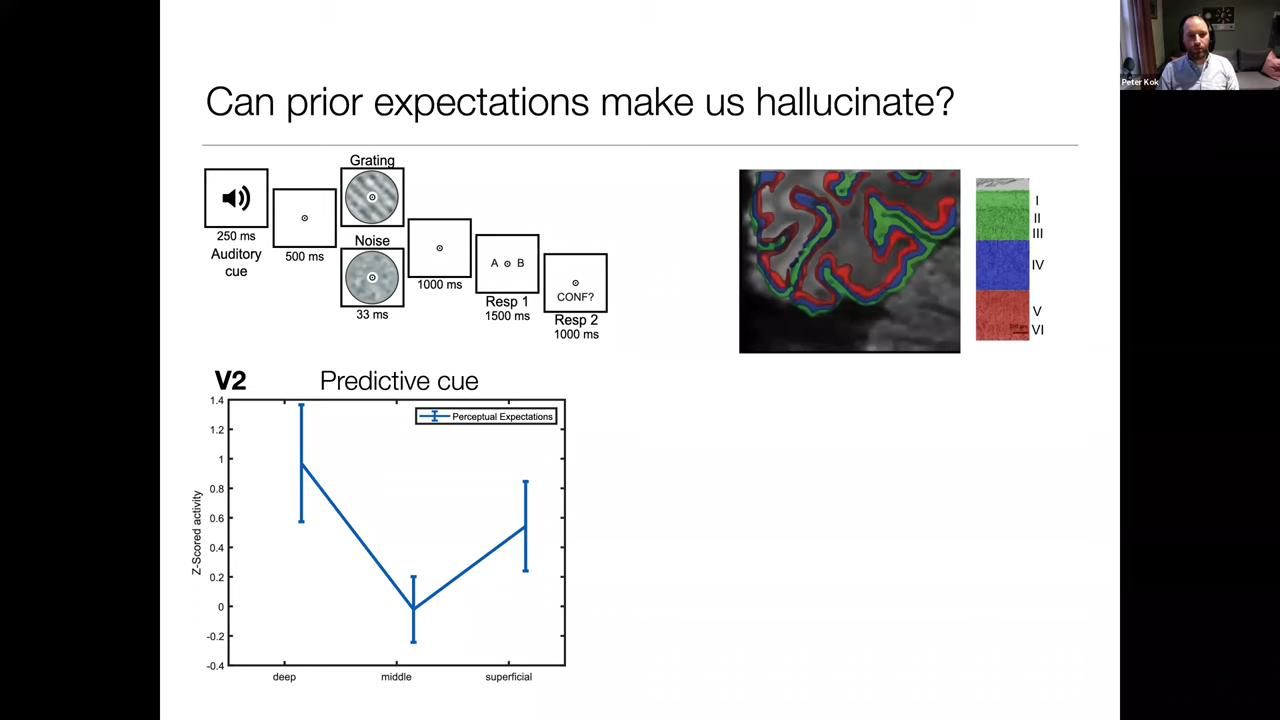 Peter Kok
Can prior expectations make us hallucinate?
Grating
250 ms
Auditory
cue
500 ms
Noise
33 ms
1000 ms
A B
Resp 1
1500 ms
CONF?
Resp 2
1000 ms
I
II
III
IV
V
VI
V2 Predictive cue
Perceptual Expectations
Z-Scored activity
1.4
1.2
1
0.8
0.6
0.4
0.2
0
-0.2
-0.4
deep middle superficial